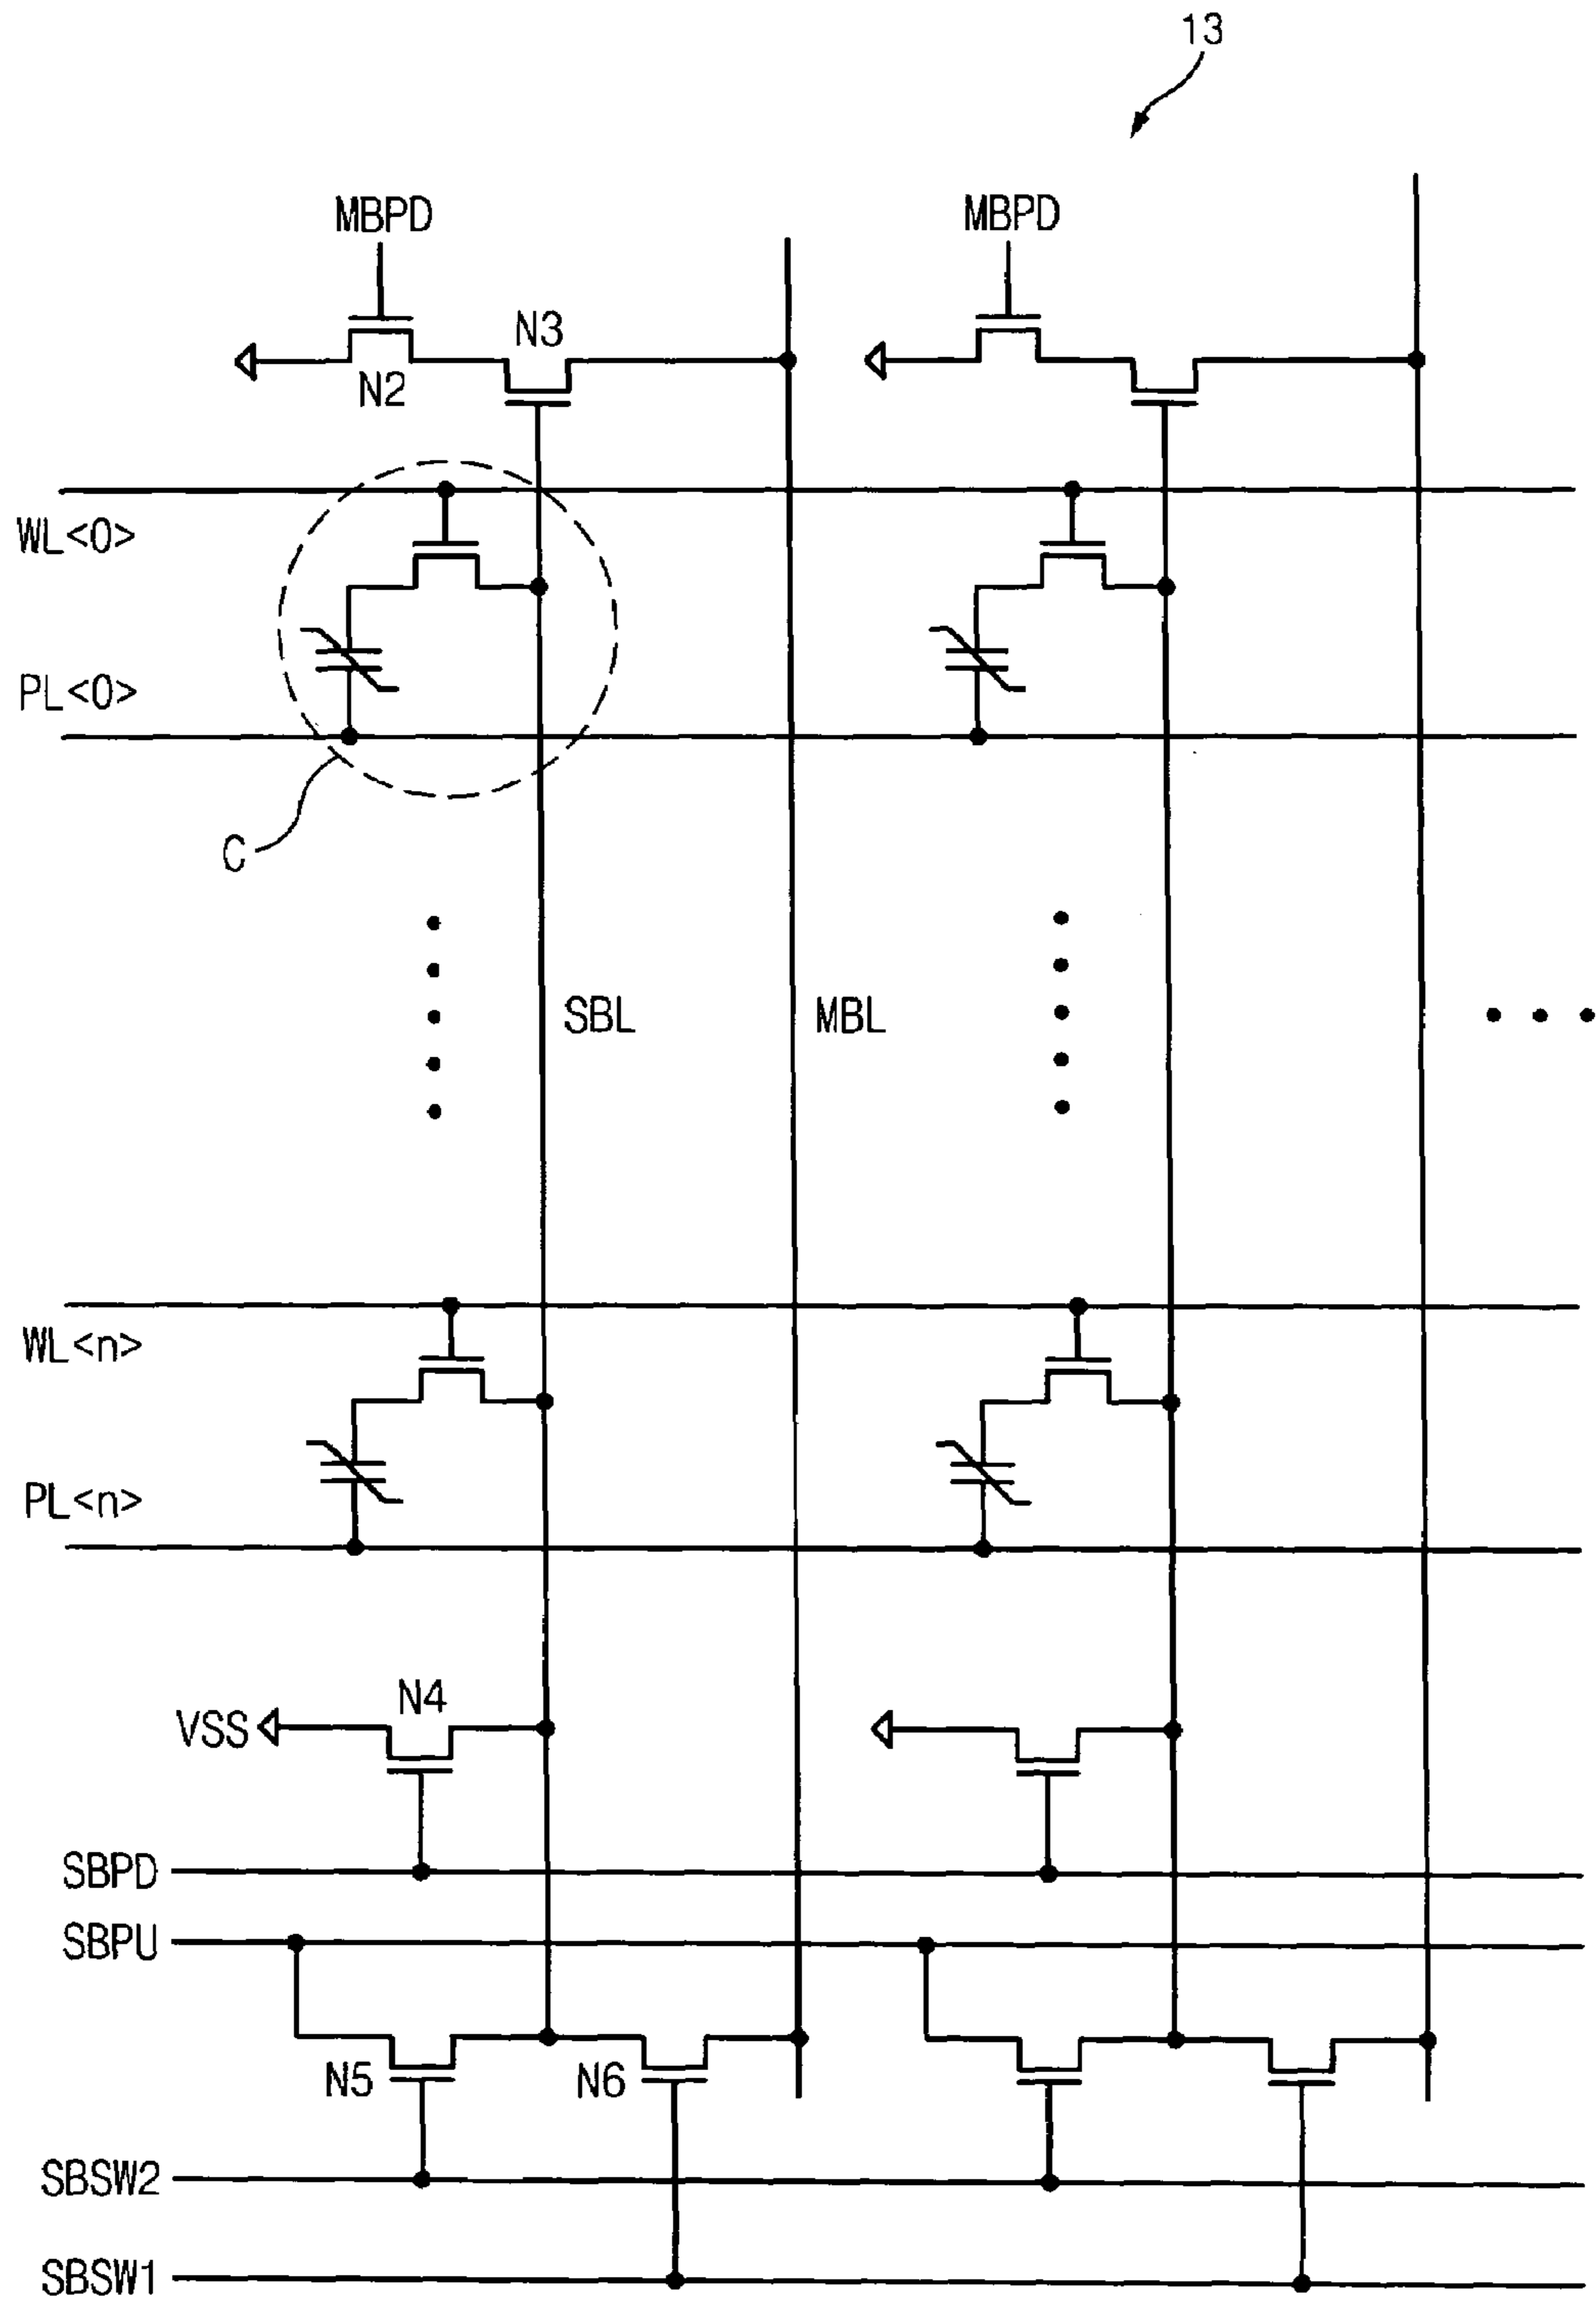 13
MBPD MBPD
N3
N2
WL<0>
PL<0>
C
SBL MBL
WL<n>
PL<n>
N4
VSS
SBPD
SBPU
N5 N6
SBSW2
SBSW1